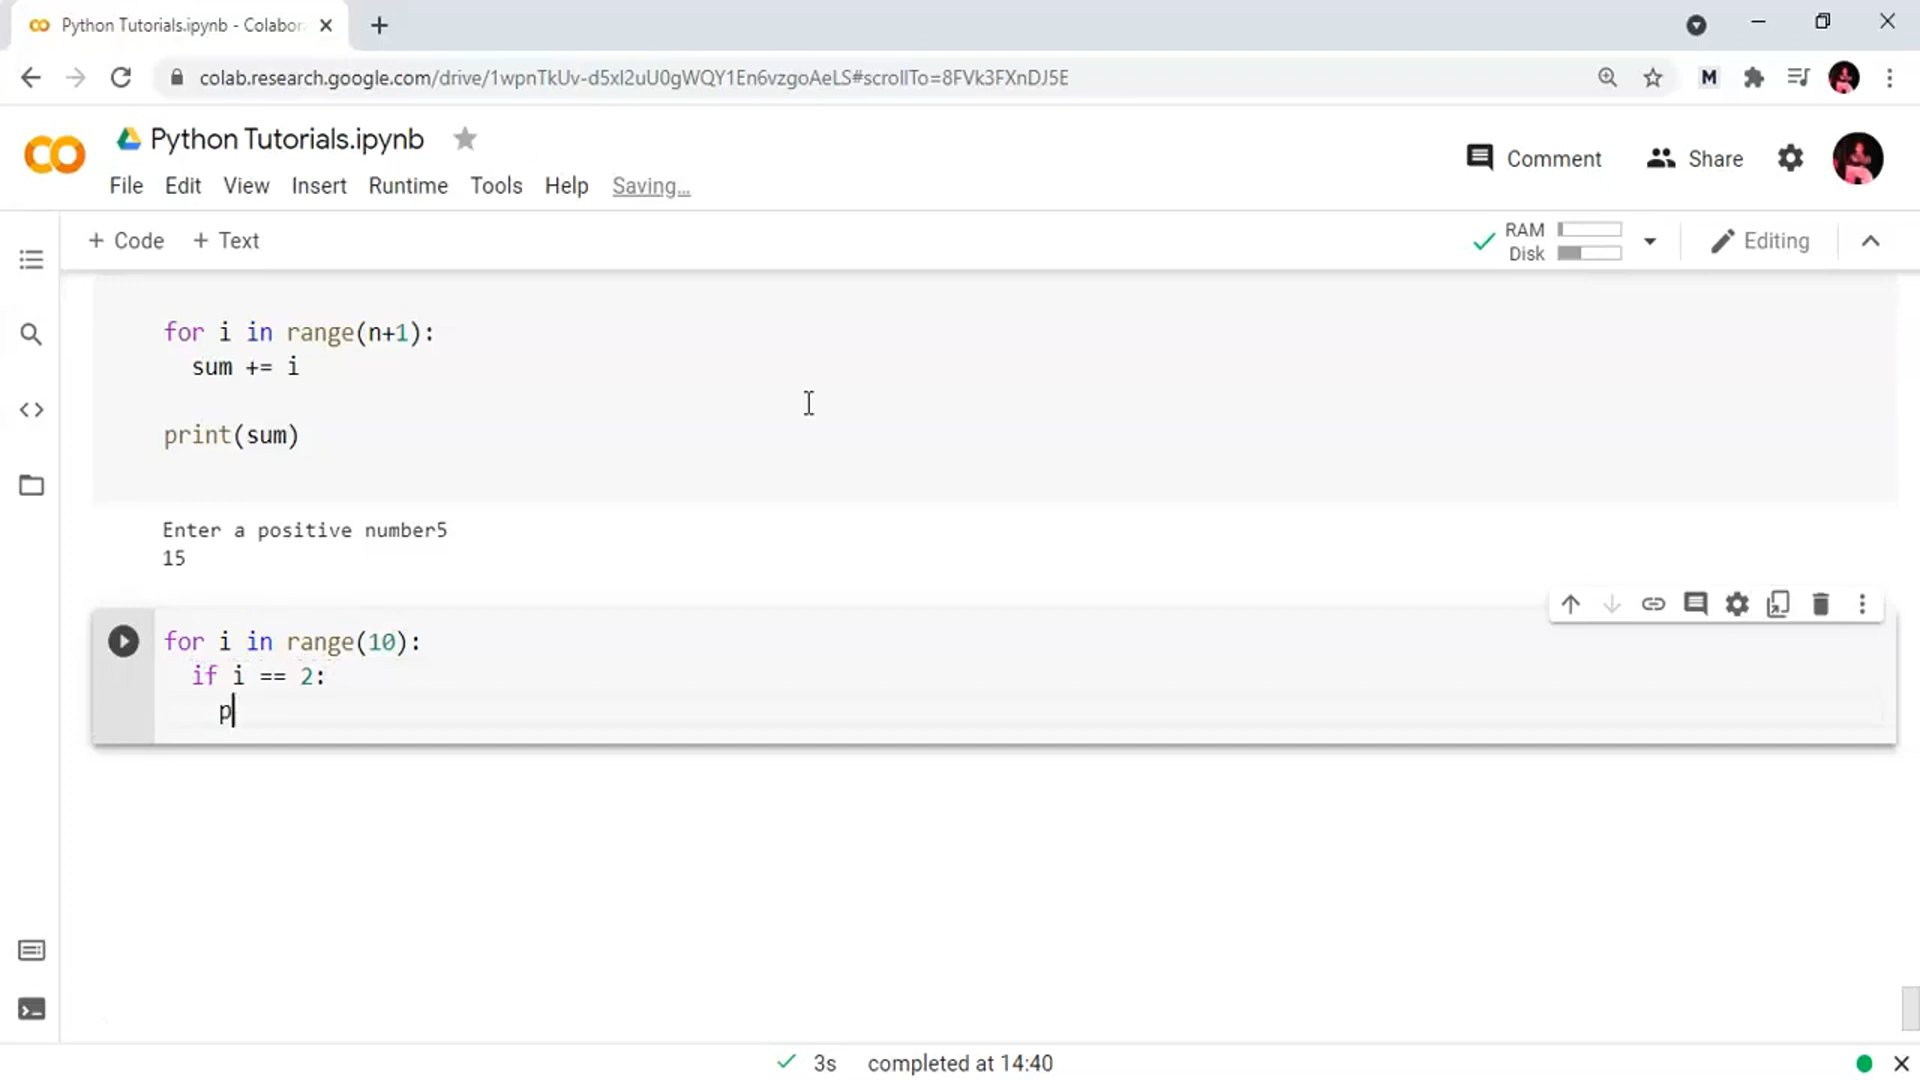 Python Tutorials.ipynb - Colabor
colab.research.google.com/drive/1wpnTkUv-d5xl2uU0gWQY1En6vzgoAeLS#scrollTo=8FVk3FXnDJ5E
M
Python Tutorials.ipynb
Comment
Share
File Edit View Insert Runtime Tools Help Saving...
+ Code + Text
RAM
Disk
Editing
for i in range(n+1):
sum += i
print(sum)
Enter a positive number5
15
for i in range(10):
if i == 2:
p
3s completed at 14:40